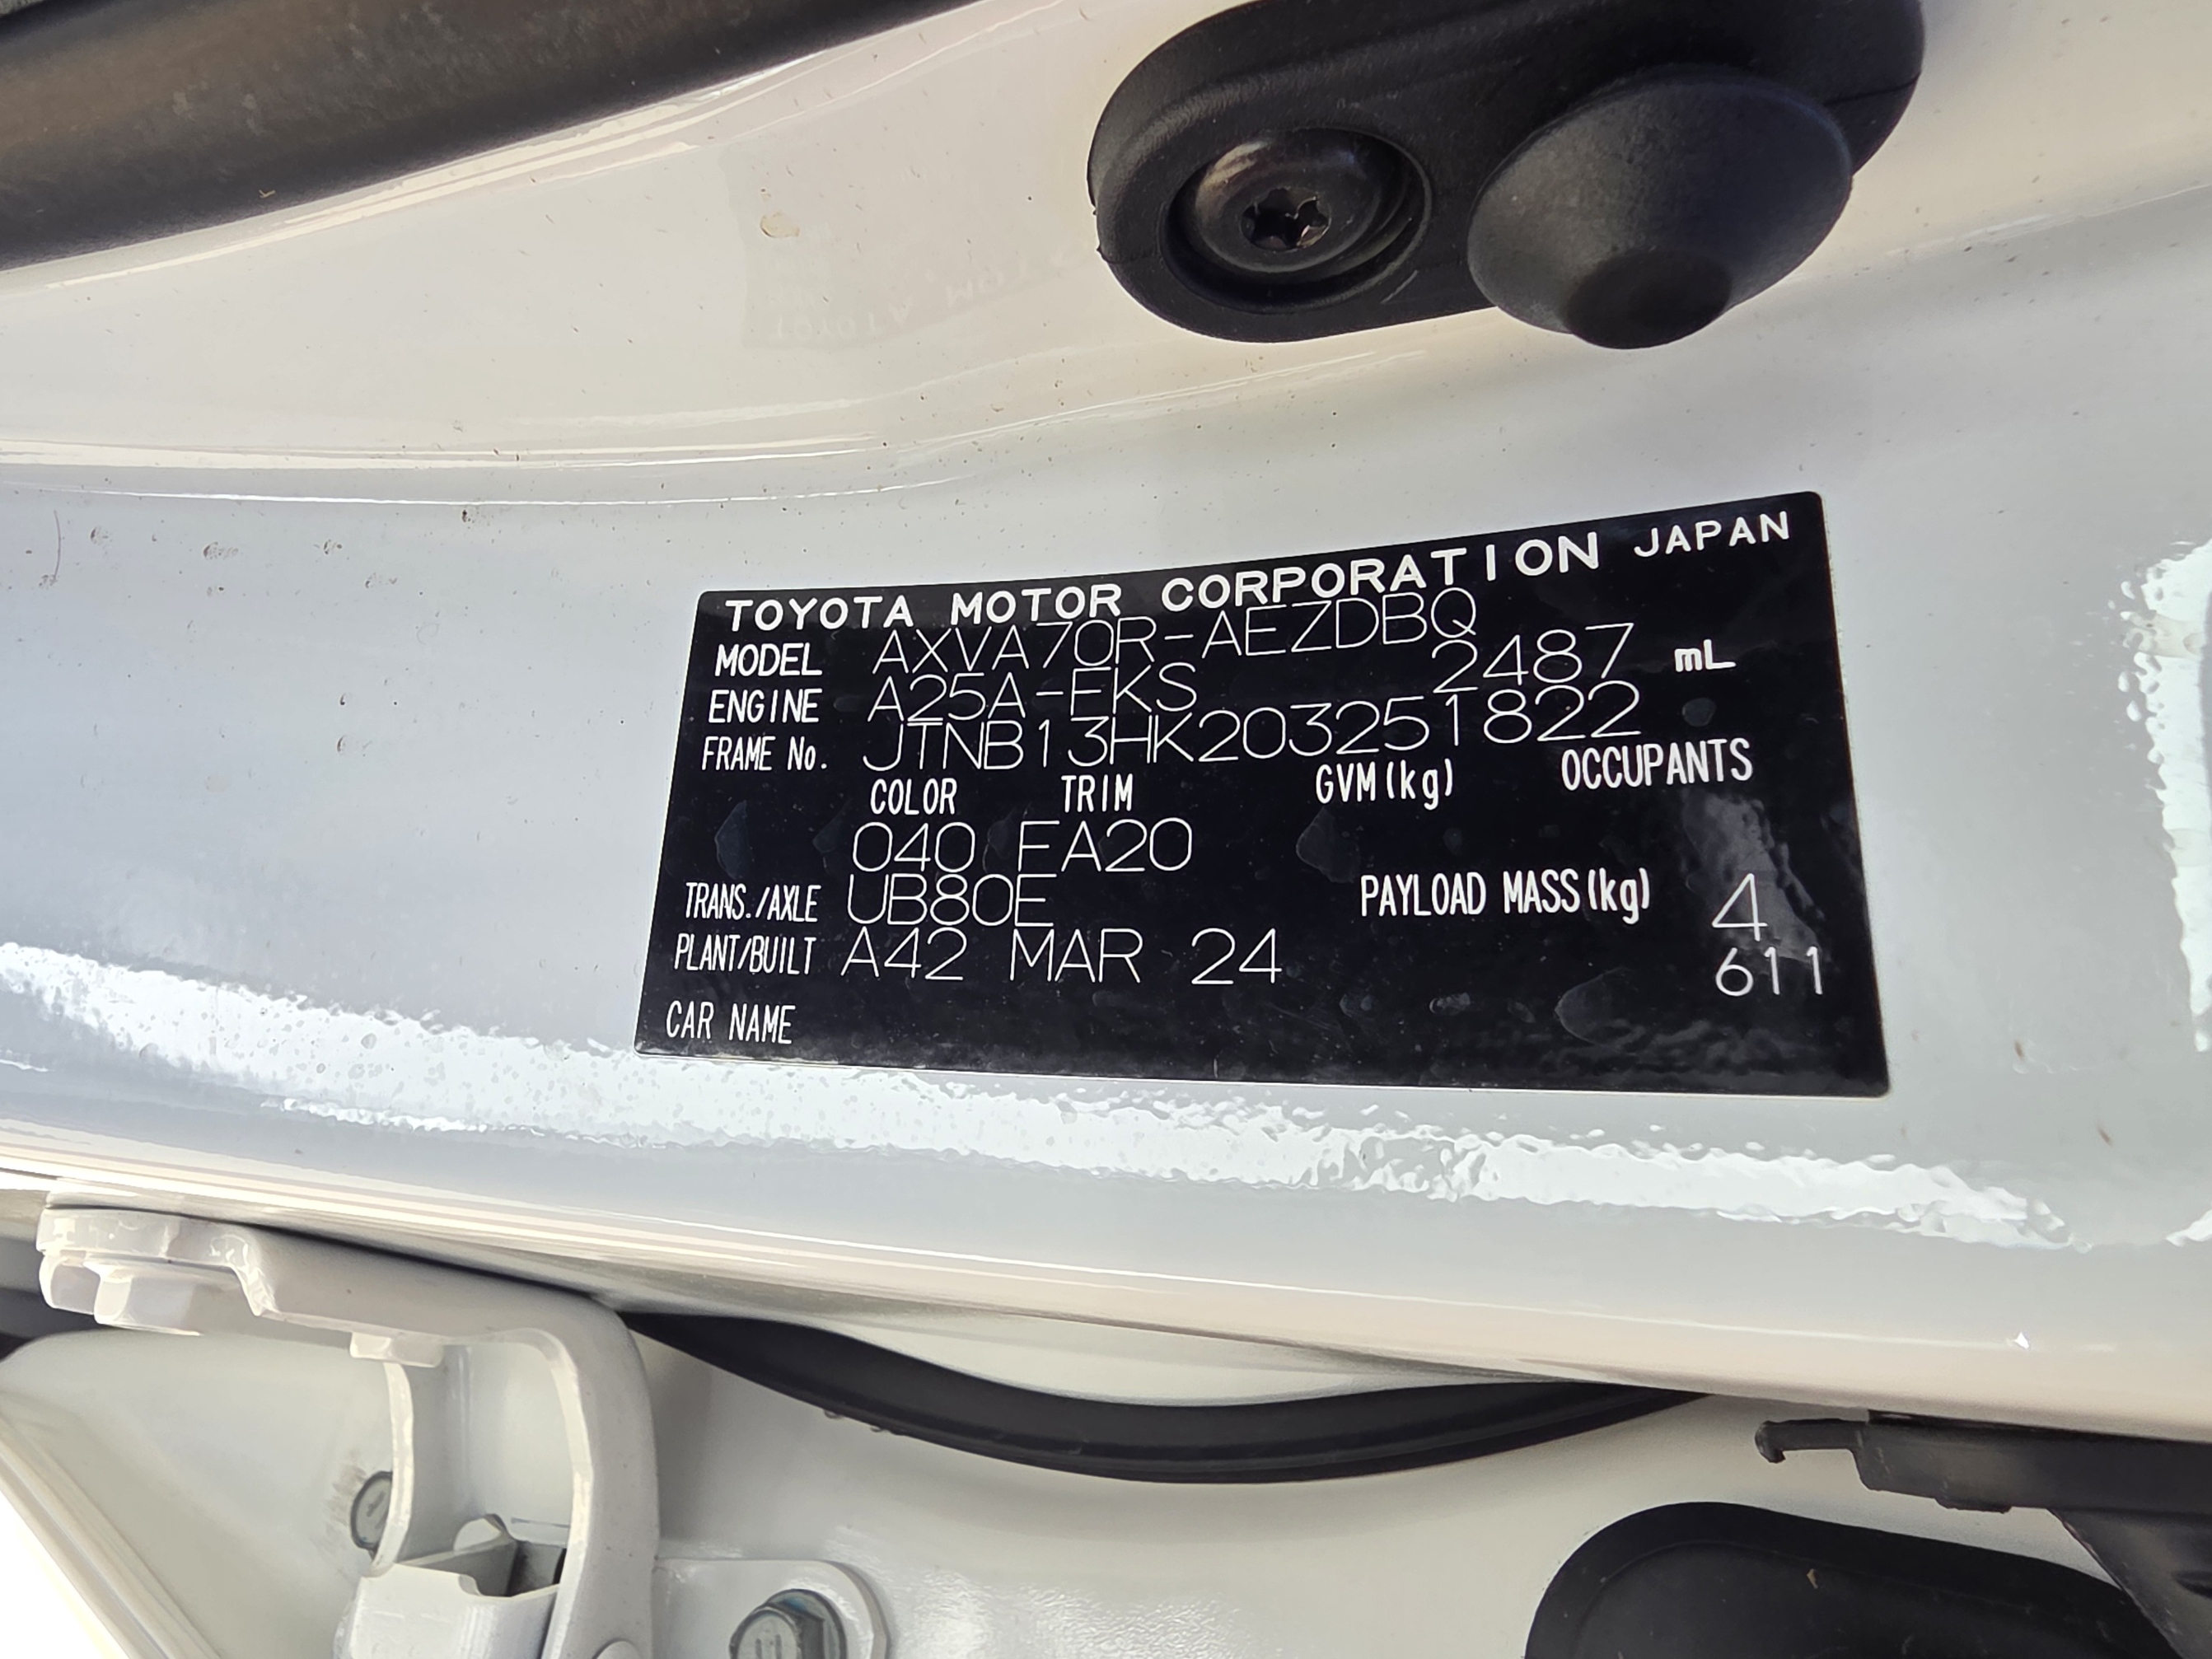 TOYOTA MOTOR CORPORATION JAPAN
MODEL AXVA70R-AEZDBQ
ENGINE A25A-FKS 2487 mL
FRAME No. JTNB13HK203251822
COLOR TRIM GVM(kg) OCCUPANTS
040 FA20
TRANS./AXLE UB80E PAYLOAD MASS(kg) 4
PLANT/BUILT A42 MAR 24 611
CAR NAME